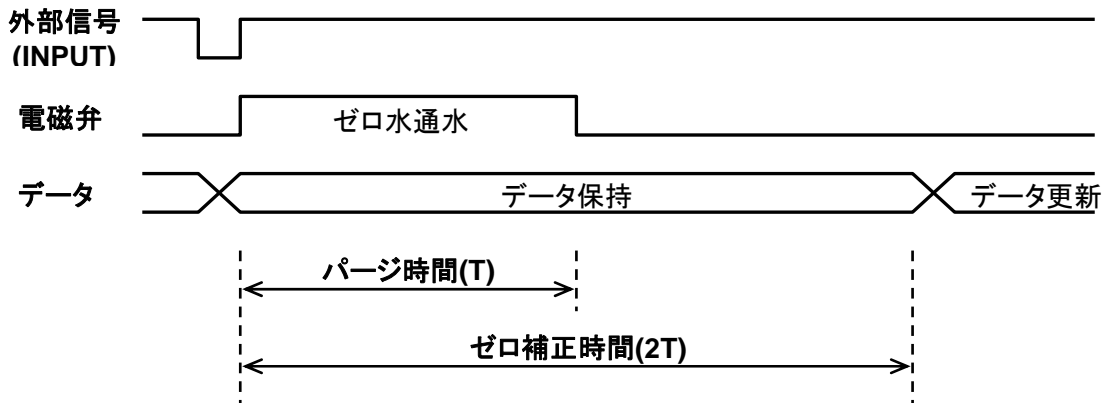 外部信号
(INPUT)
電磁弁
ゼロ水通水
データ
データ保持
データ更新
パージ時間(T)
ゼロ補正時間(2T)